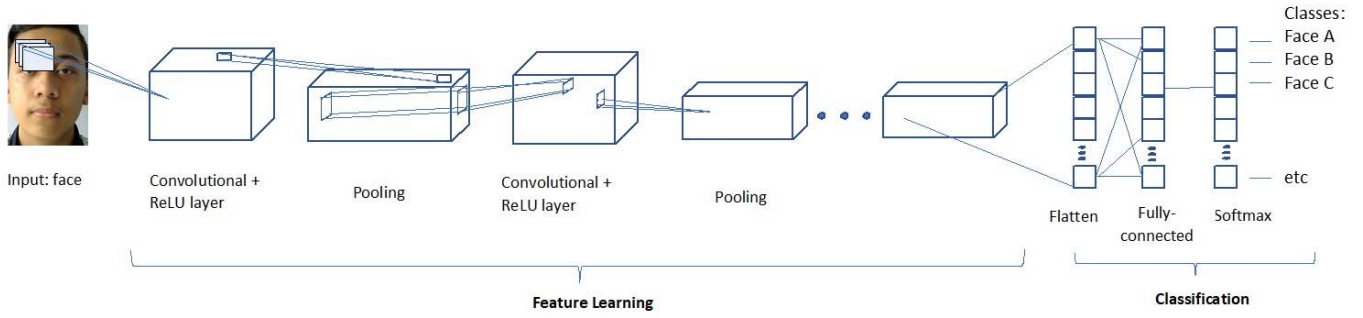 Classes:
Face A
Face B
Face C
etc
Input: face
Convolutional +
ReLU layer
Pooling
Convolutional +
ReLU layer
Pooling
Flatten
Fully-
connected
Softmax
Feature Learning
Classification